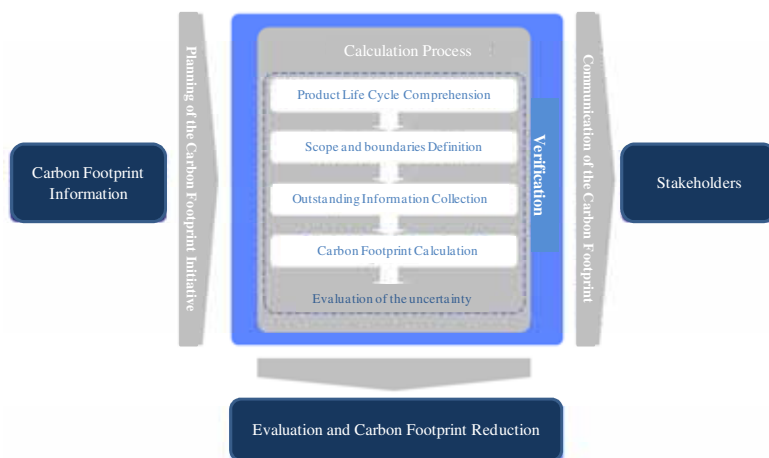 Carbon Footprint
Information
Planning of the Carbon Footprint Initiative
Calculation Process
Product Life Cycle Comprehension
Scope and boundaries Definition
Outstanding Information Collection
Carbon Footprint Calculation
Evaluation of the uncertainty
Verification
Communication of the Carbon Footprint
Stakeholders
Evaluation and Carbon Footprint Reduction